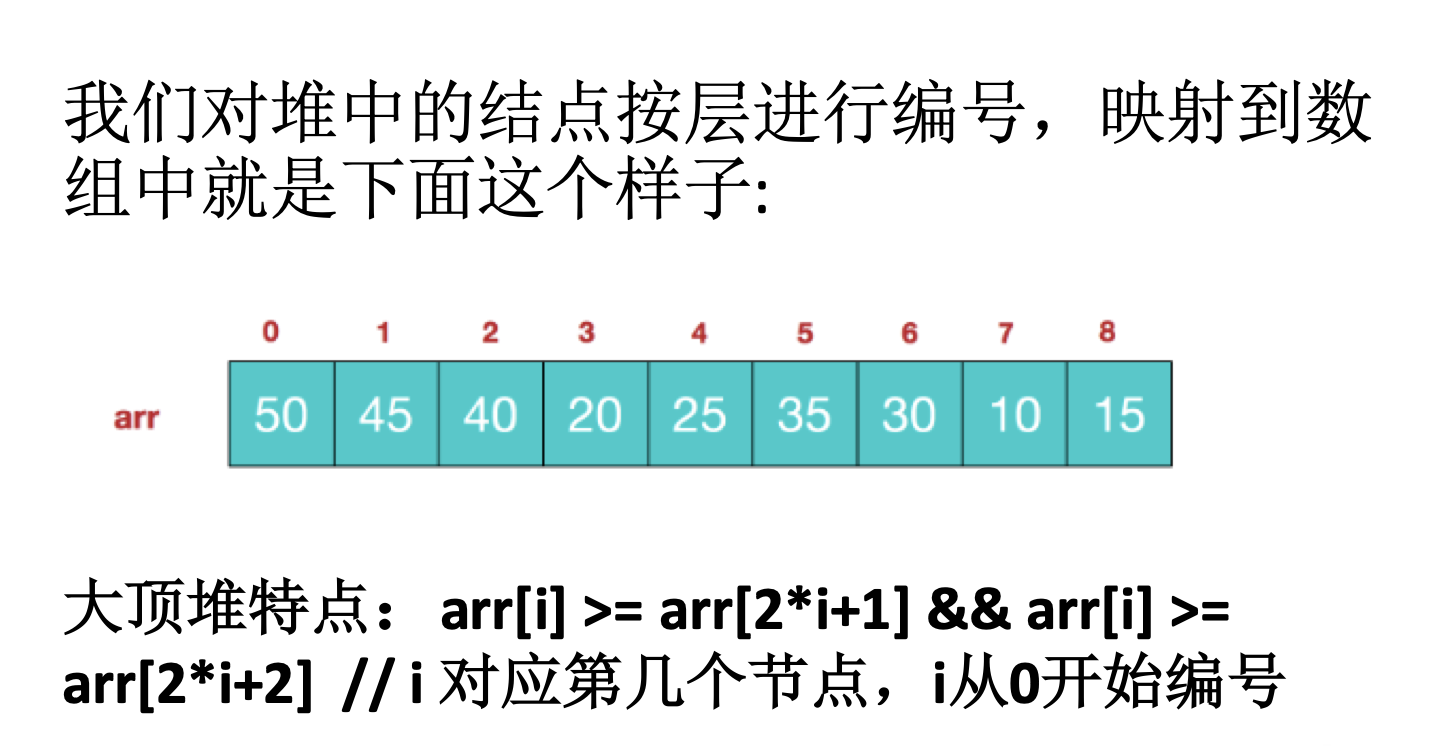 我们对堆中的结点按层进行编号，映射到数
组中就是下面这个样子:
0 1 2 3 4 5 6 7 8
arr 50 45 40 20 25 35 30 10 15
大顶堆特点： arr[i] >= arr[2*i+1] && arr[i] >=
arr[2*i+2] // i 对应第几个节点，i从0开始编号